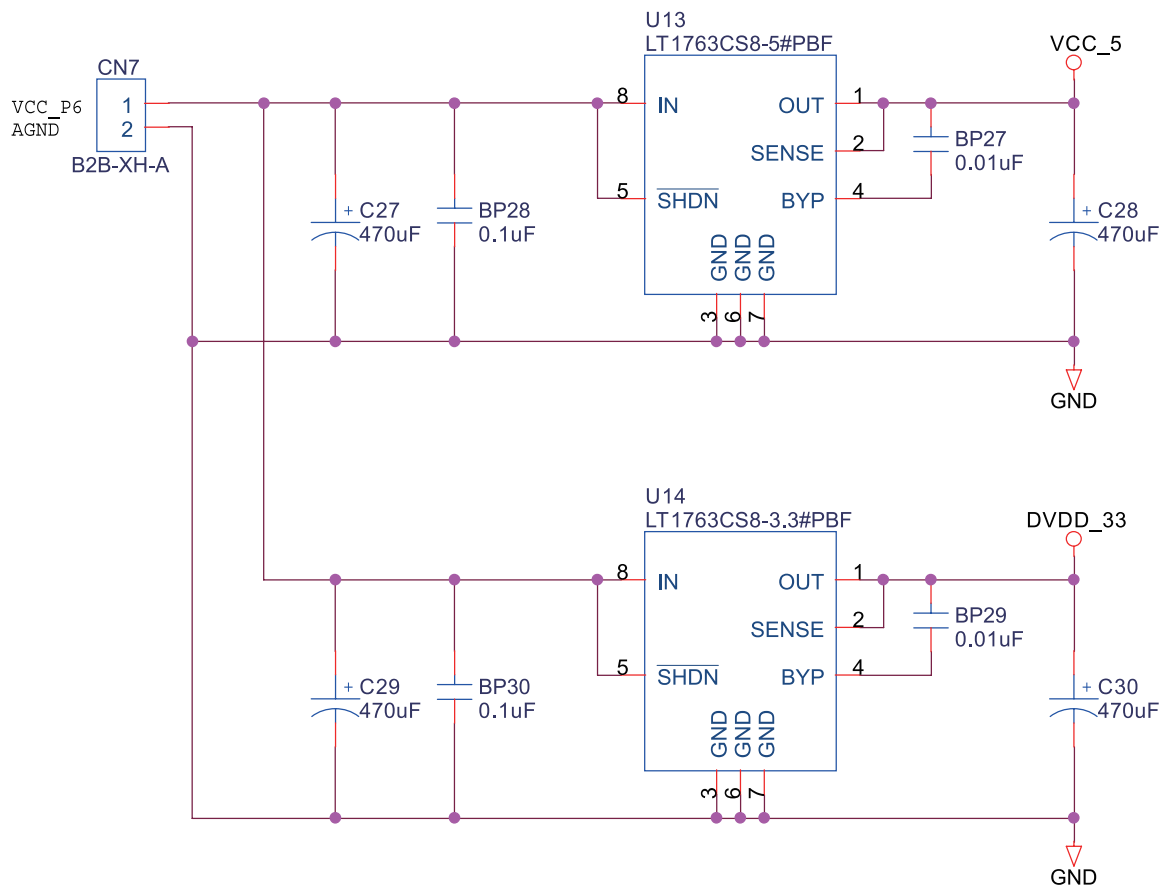 U13
LT1763CS8-5#PBF
VCC_5
CN7
VCC_P6
AGND
1
2
B2B-XH-A
8
IN
OUT
1
SENSE
2
5
SHDN
BYP
4
BP27
0.01uF
+ C27
470uF
BP28
0.1uF
+ C28
470uF
GND
GND
GND
3
6
7
GND
U14
LT1763CS8-3.3#PBF
DVDD_33
8
IN
OUT
1
SENSE
2
5
SHDN
BYP
4
BP29
0.01uF
+ C29
470uF
BP30
0.1uF
+ C30
470uF
GND
GND
GND
3
6
7
GND